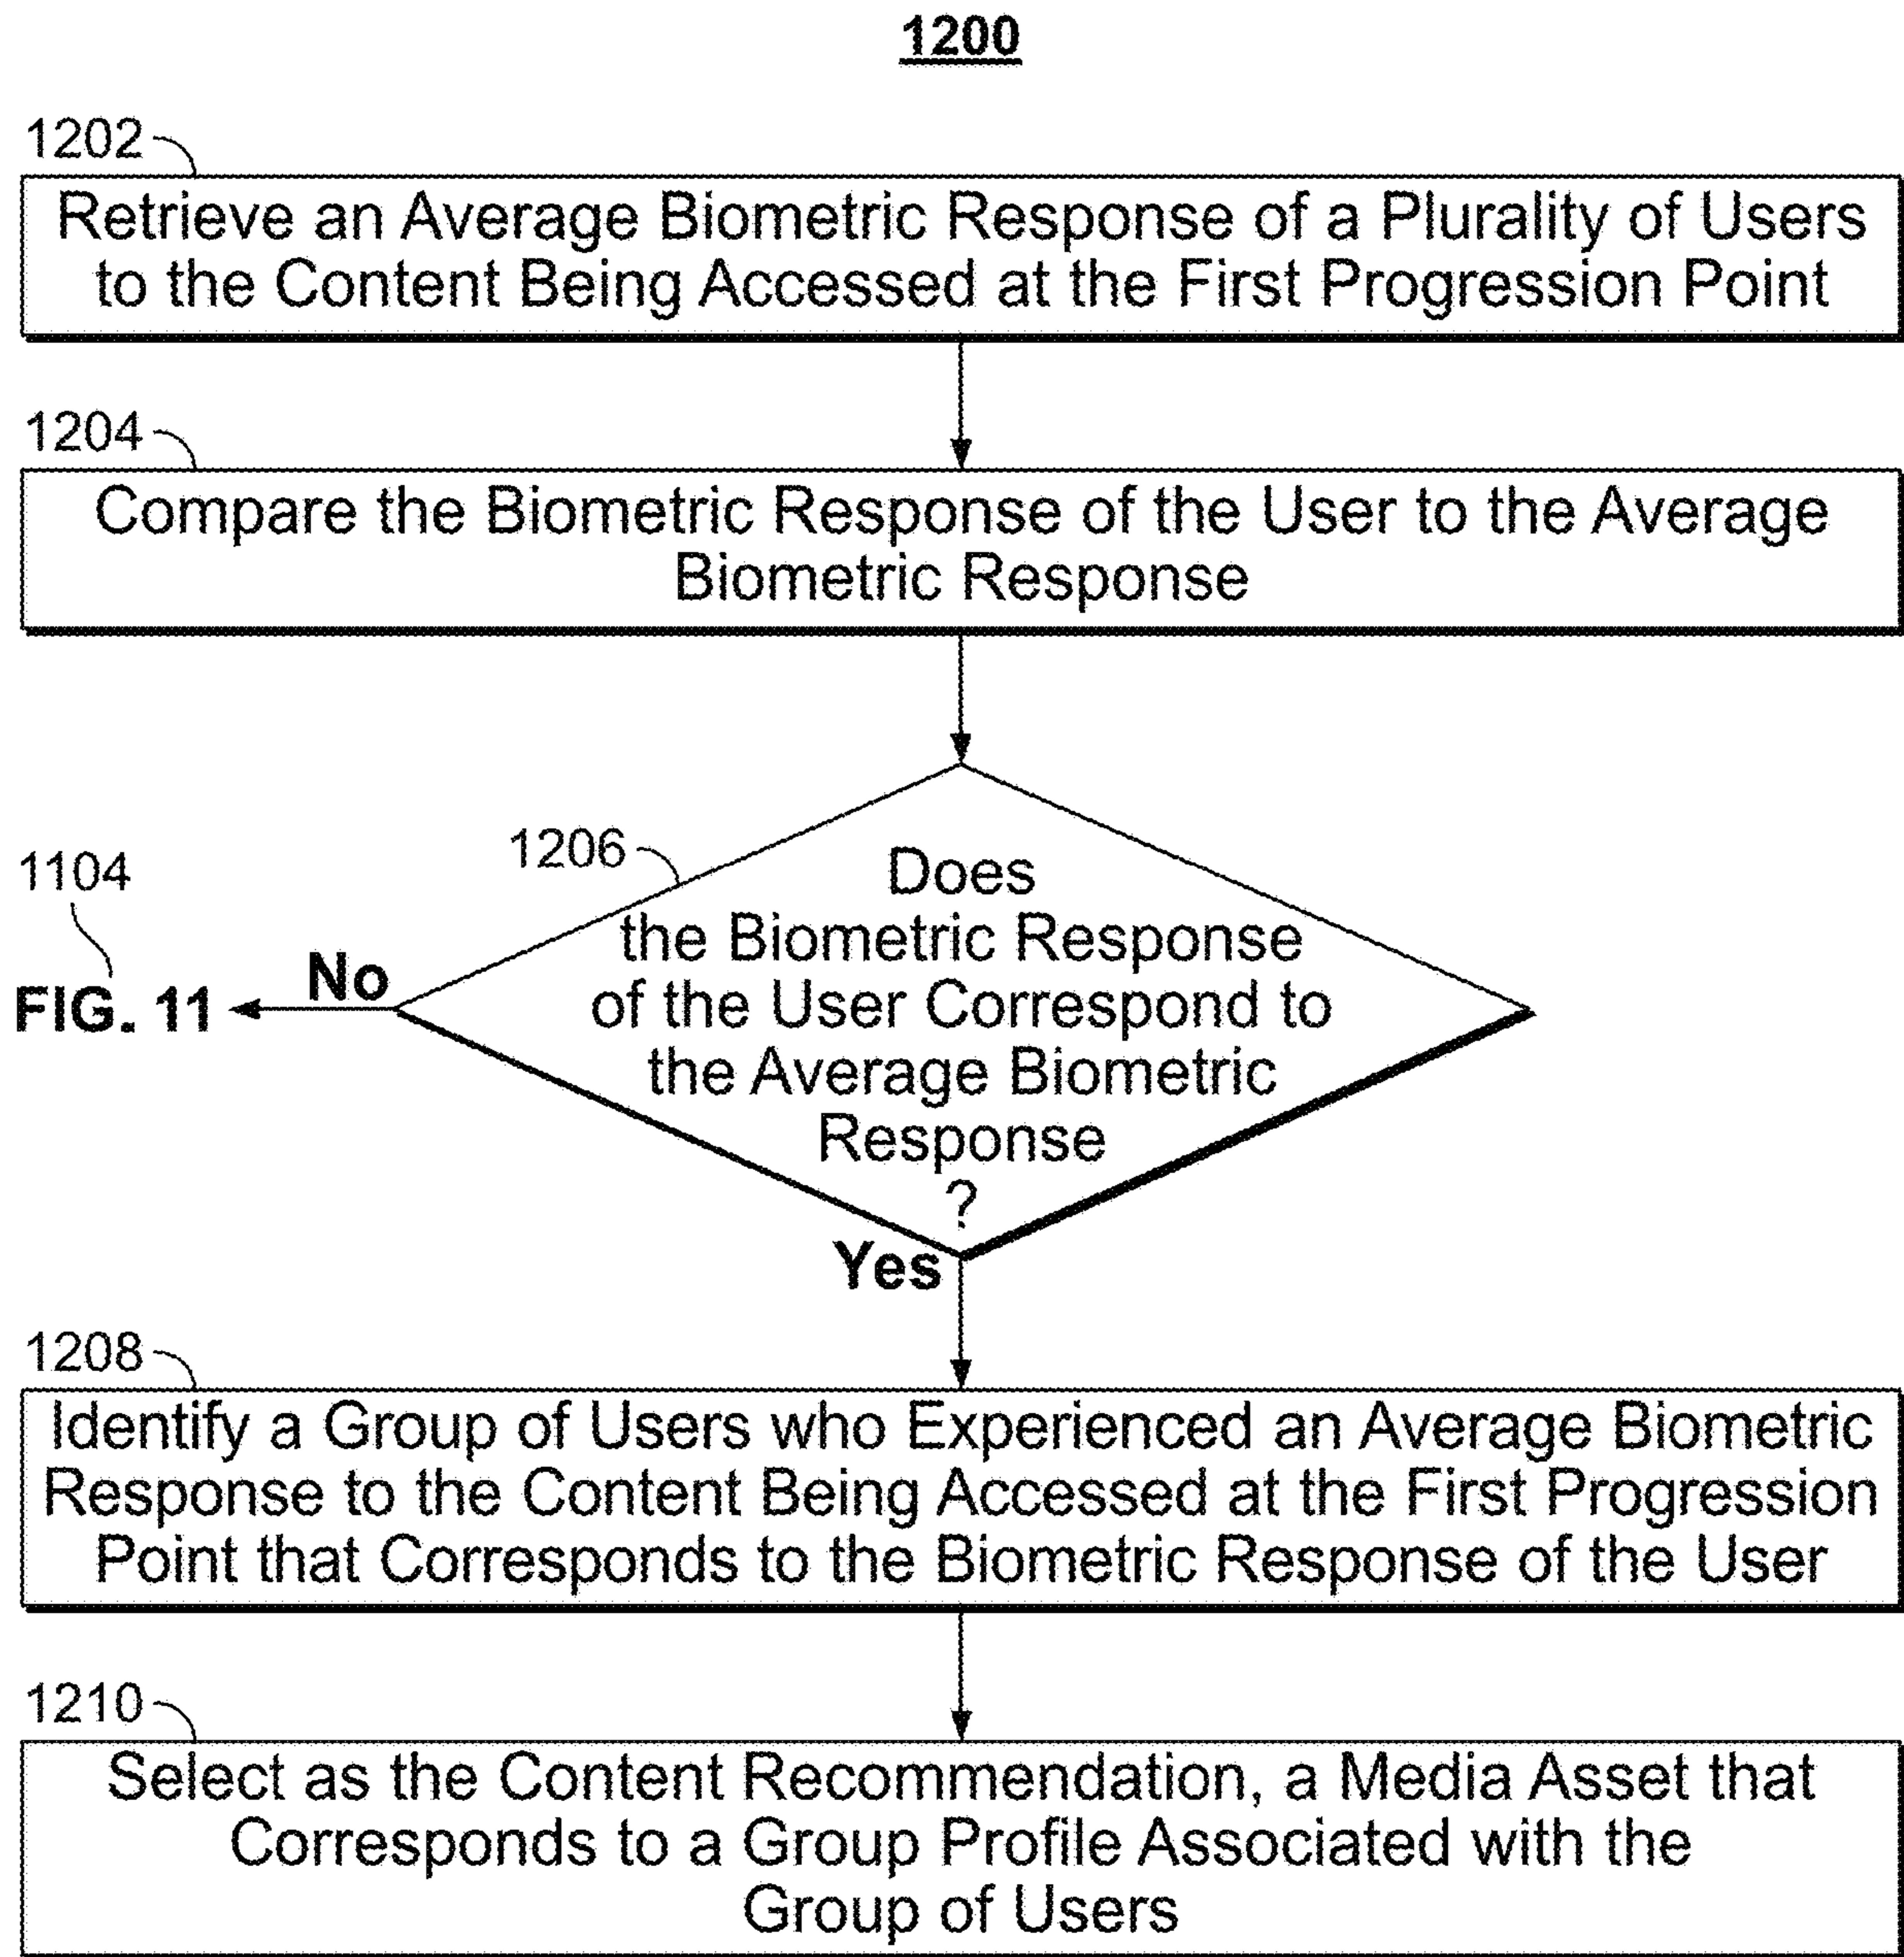 1200
1202
Retrieve an Average Biometric Response of a Plurality of Users
to the Content Being Accessed at the First Progression Point
1204
Compare the Biometric Response of the User to the Average
Biometric Response
1206
Does
the Biometric Response
of the User Correspond to
the Average Biometric
Response
?
1104
No
FIG. 11
Yes
1208
Identify a Group of Users who Experienced an Average Biometric
Response to the Content Being Accessed at the First Progression
Point that Corresponds to the Biometric Response of the User
1210
Select as the Content Recommendation, a Media Asset that
Corresponds to a Group Profile Associated with the
Group of Users